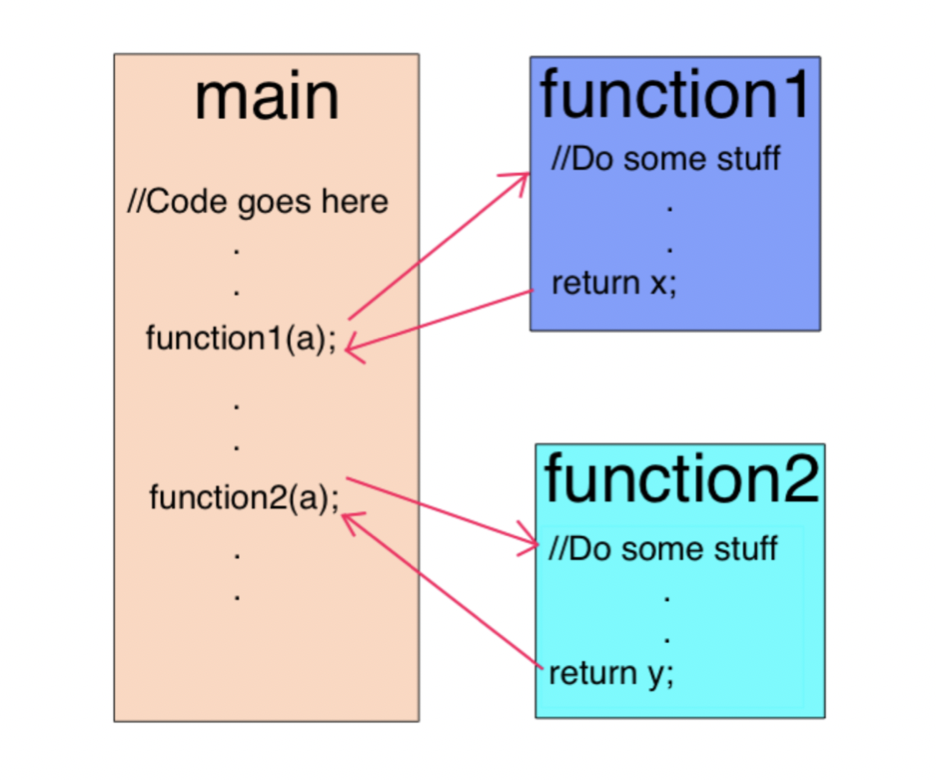 main
//Code goes here
.
.
function1(a);
.
.
function2(a);
.
.
function1
//Do some stuff
.
.
return x;
function2
//Do some stuff
.
.
return y;